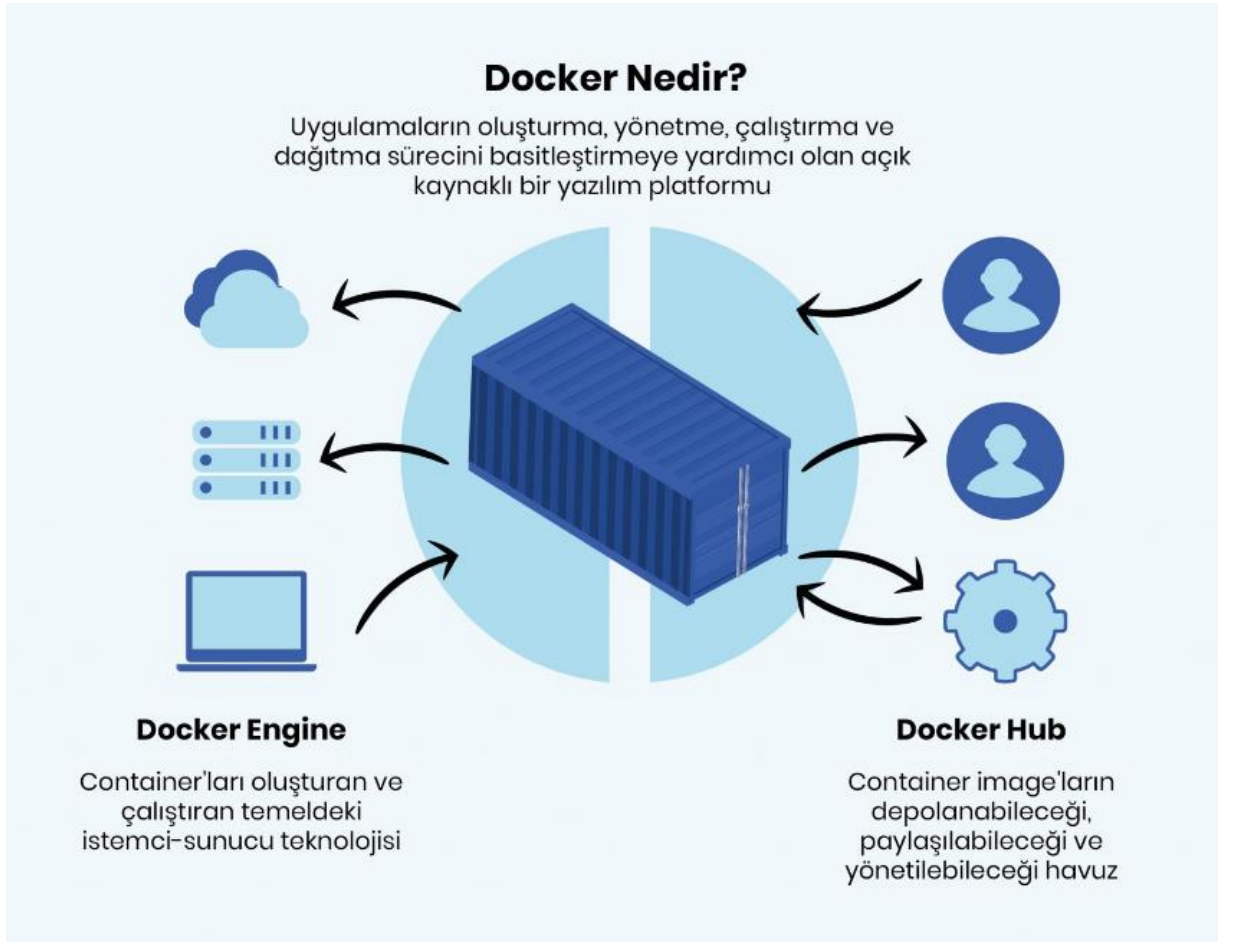 Docker Nedir?
Uygulamaların oluşturma, yönetme, çalıştırma ve
dağıtma sürecini basitleştirmeye yardımcı olan açık
kaynaklı bir yazılım platformu
Docker Engine
Container'ları oluşturan ve
çalıştıran temeldeki
istemci-sunucu teknolojisi
Docker Hub
Container image'ların
depolanabileceği,
paylaşılabileceği ve
yönetilebileceği havuz